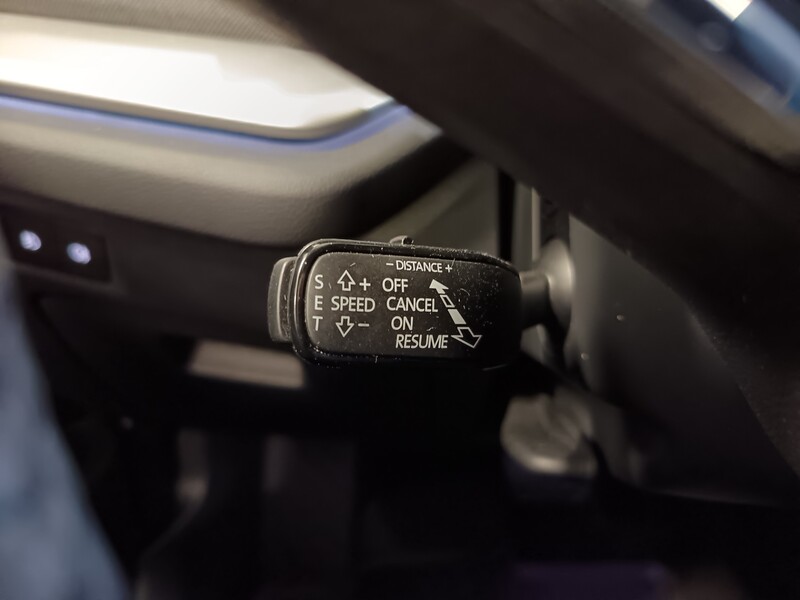 - DISTANCE +
S + OFF
E SPEED CANCEL
T - ON
RESUME